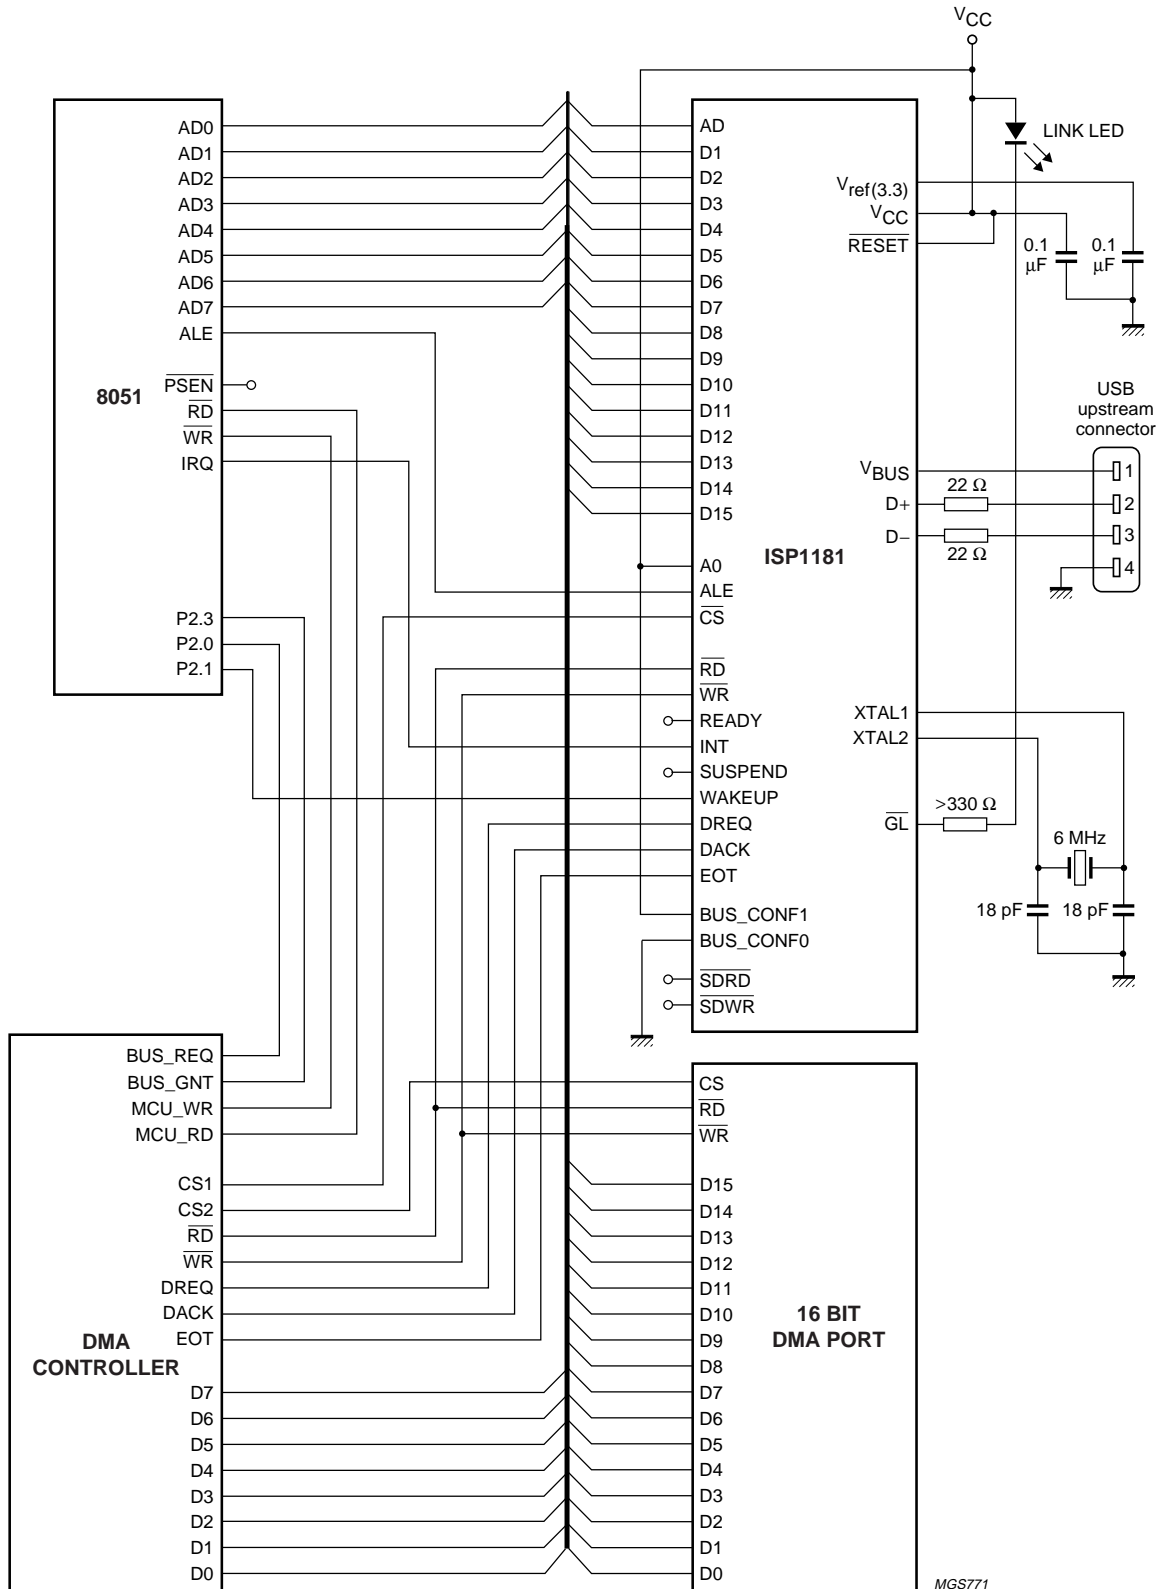 VCC
AD0
AD1
AD2
AD3
AD4
AD5
AD6
AD7
ALE
PSEN
RD
WR
IRQ
P2.3
P2.0
P2.1
8051
AD
D1
D2
D3
D4
D5
D6
D7
D8
D9
D10
D11
D12
D13
D14
D15
A0
ALE
CS
RD
WR
READY
INT
SUSPEND
WAKEUP
DREQ
DACK
EOT
BUS_CONF1
BUS_CONF0
SDRD
SDWR
ISP1181
Vref(3.3)
VCC
RESET
VBUS
D+
D−
XTAL1
XTAL2
GL
LINK LED
0.1
µF
0.1
µF
USB
upstream
connector
1
2
3
4
22 Ω
22 Ω
>330 Ω
6 MHz
18 pF
18 pF
BUS_REQ
BUS_GNT
MCU_WR
MCU_RD
CS1
CS2
RD
WR
DREQ
DACK
EOT
DMA
CONTROLLER
D7
D6
D5
D4
D3
D2
D1
D0
CS
RD
WR
D15
D14
D13
D12
D11
D10
D9
D8
D7
D6
D5
D4
D3
D2
D1
D0
16 BIT
DMA PORT
MGS771